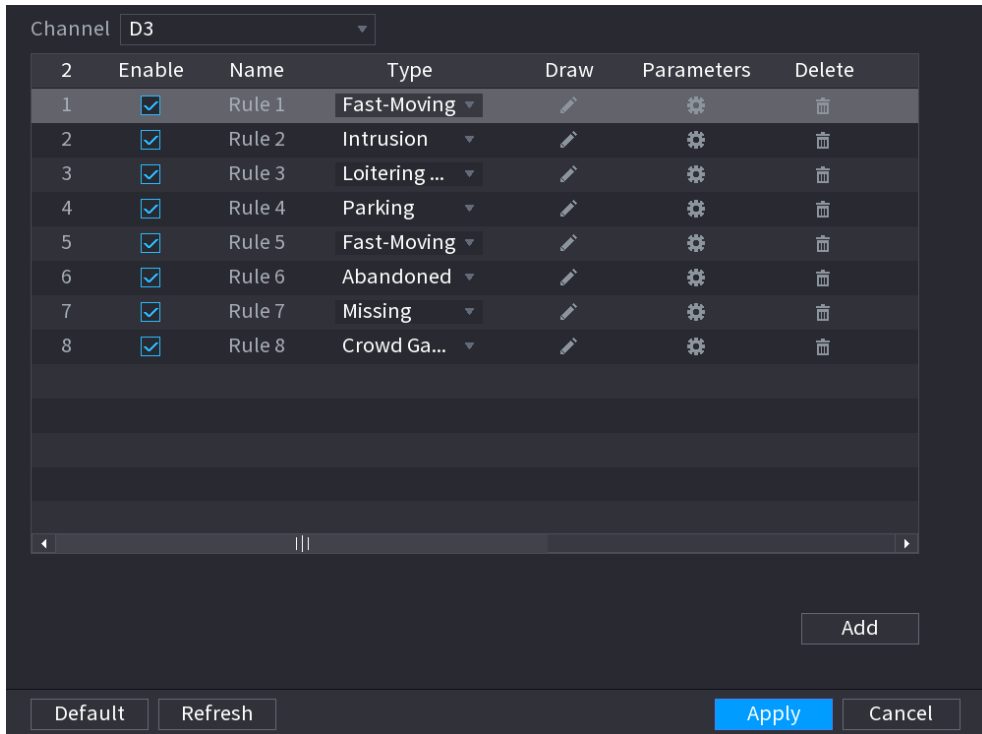 Channel D3
2 Enable Name Type Draw Parameters Delete
1 Rule 1 Fast-Moving
2 Rule 2 Intrusion
3 Rule 3 Loitering ...
4 Rule 4 Parking
5 Rule 5 Fast-Moving
6 Rule 6 Abandoned
7 Rule 7 Missing
8 Rule 8 Crowd Ga...
Add
Default Refresh Apply Cancel